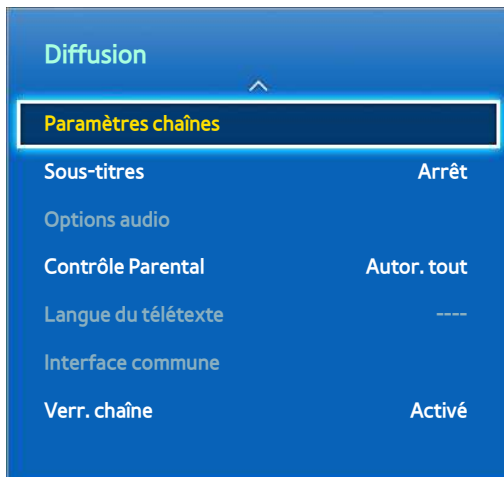 Diffusion
Paramètres chaînes
Sous-titres Arrêt
Options audio
Contrôle Parental Autor. tout
Langue du télétexte ----
Interface commune
Verr. chaîne Activé